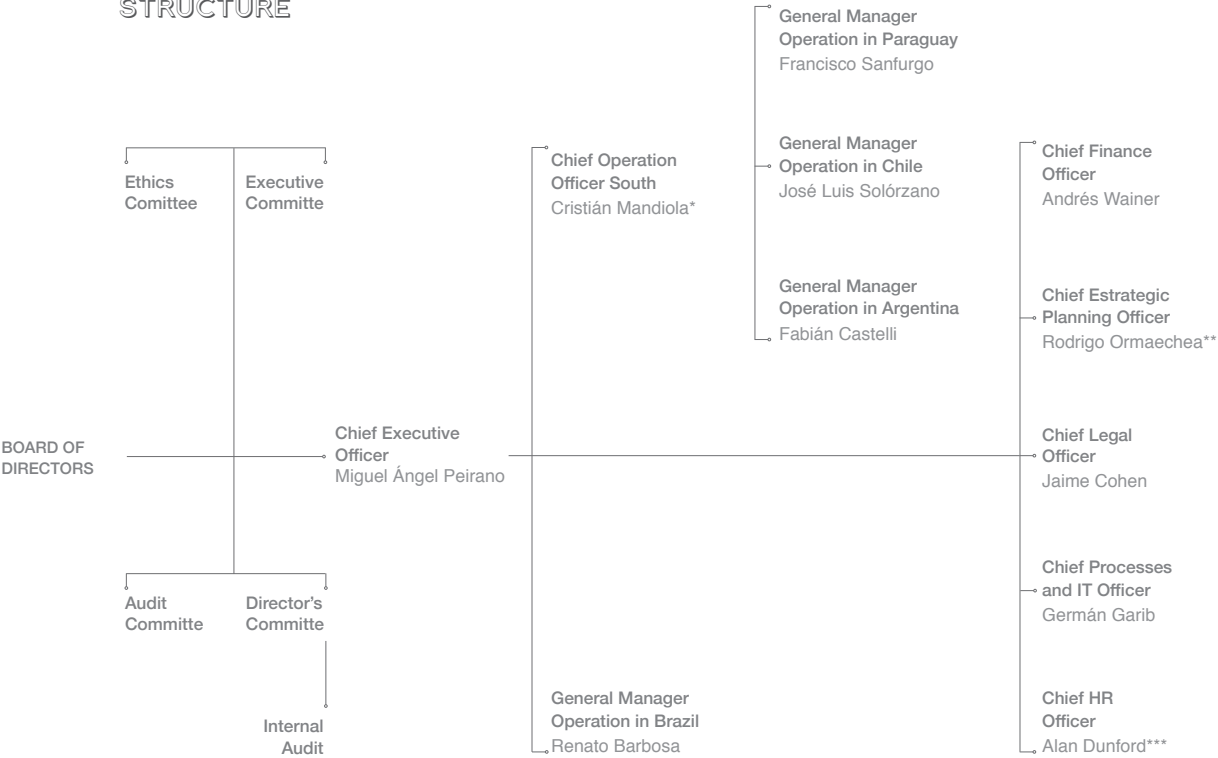 STRUCTURE
General Manager
Operation in Paraguay
Francisco Sanfurgo
General Manager
Operation in Chile
José Luis Solórzano
General Manager
Operation in Argentina
Fabián Castelli
Ethics
Comittee
Executive
Committe
Chief Operation
Officer South
Cristián Mandiola*
Chief Finance
Officer
Andrés Wainer
Chief Estrategic
Planning Officer
Rodrigo Ormaechea**
BOARD OF
DIRECTORS
Chief Executive
Officer
Miguel Ángel Peirano
Chief Legal
Officer
Jaime Cohen
Chief Processes
and IT Officer
Germán Garib
Audit
Committe
Director's
Committe
Internal
Audit
General Manager
Operation in Brazil
Renato Barbosa
Chief HR
Officer
Alan Dunford***